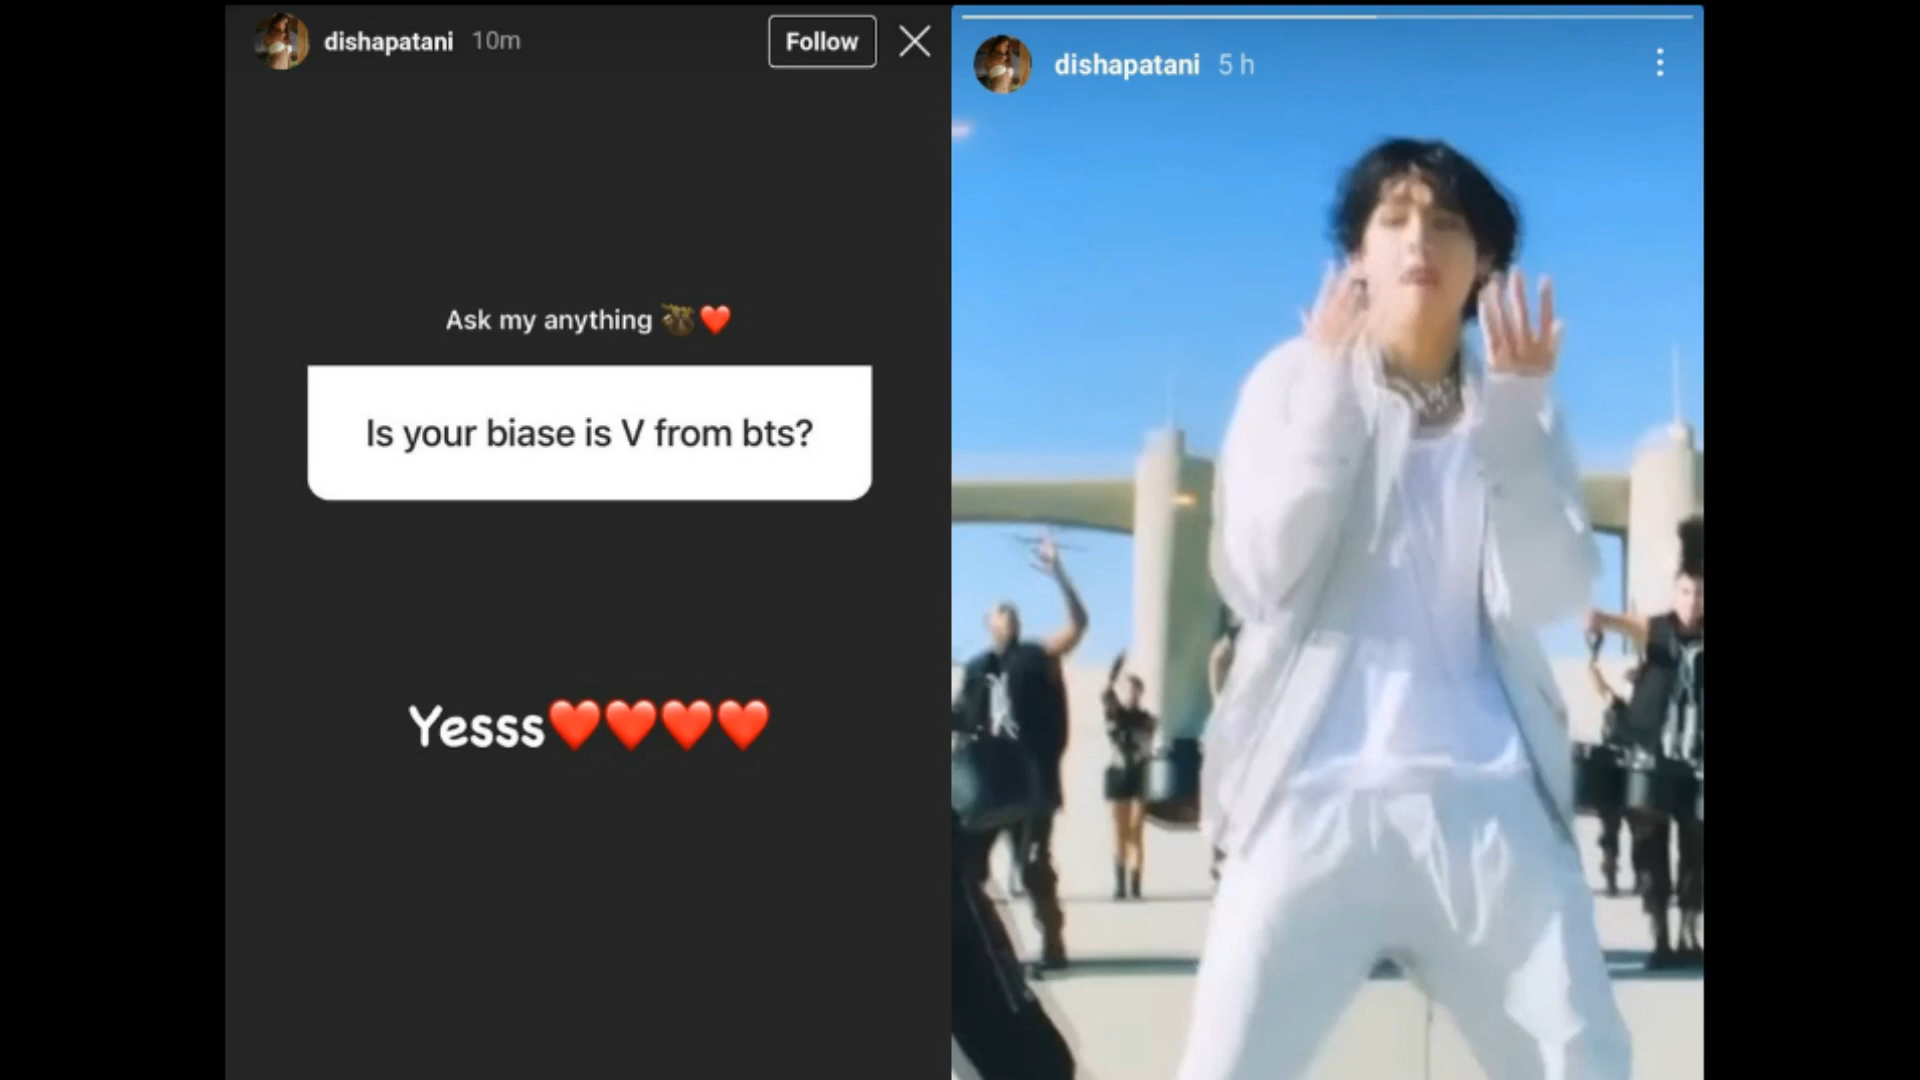 dishapatani 10m Follow
Ask my anything 🦥❤️
Is your biase is V from bts?
Yesss❤️❤️❤️❤️
dishapatani 5 h